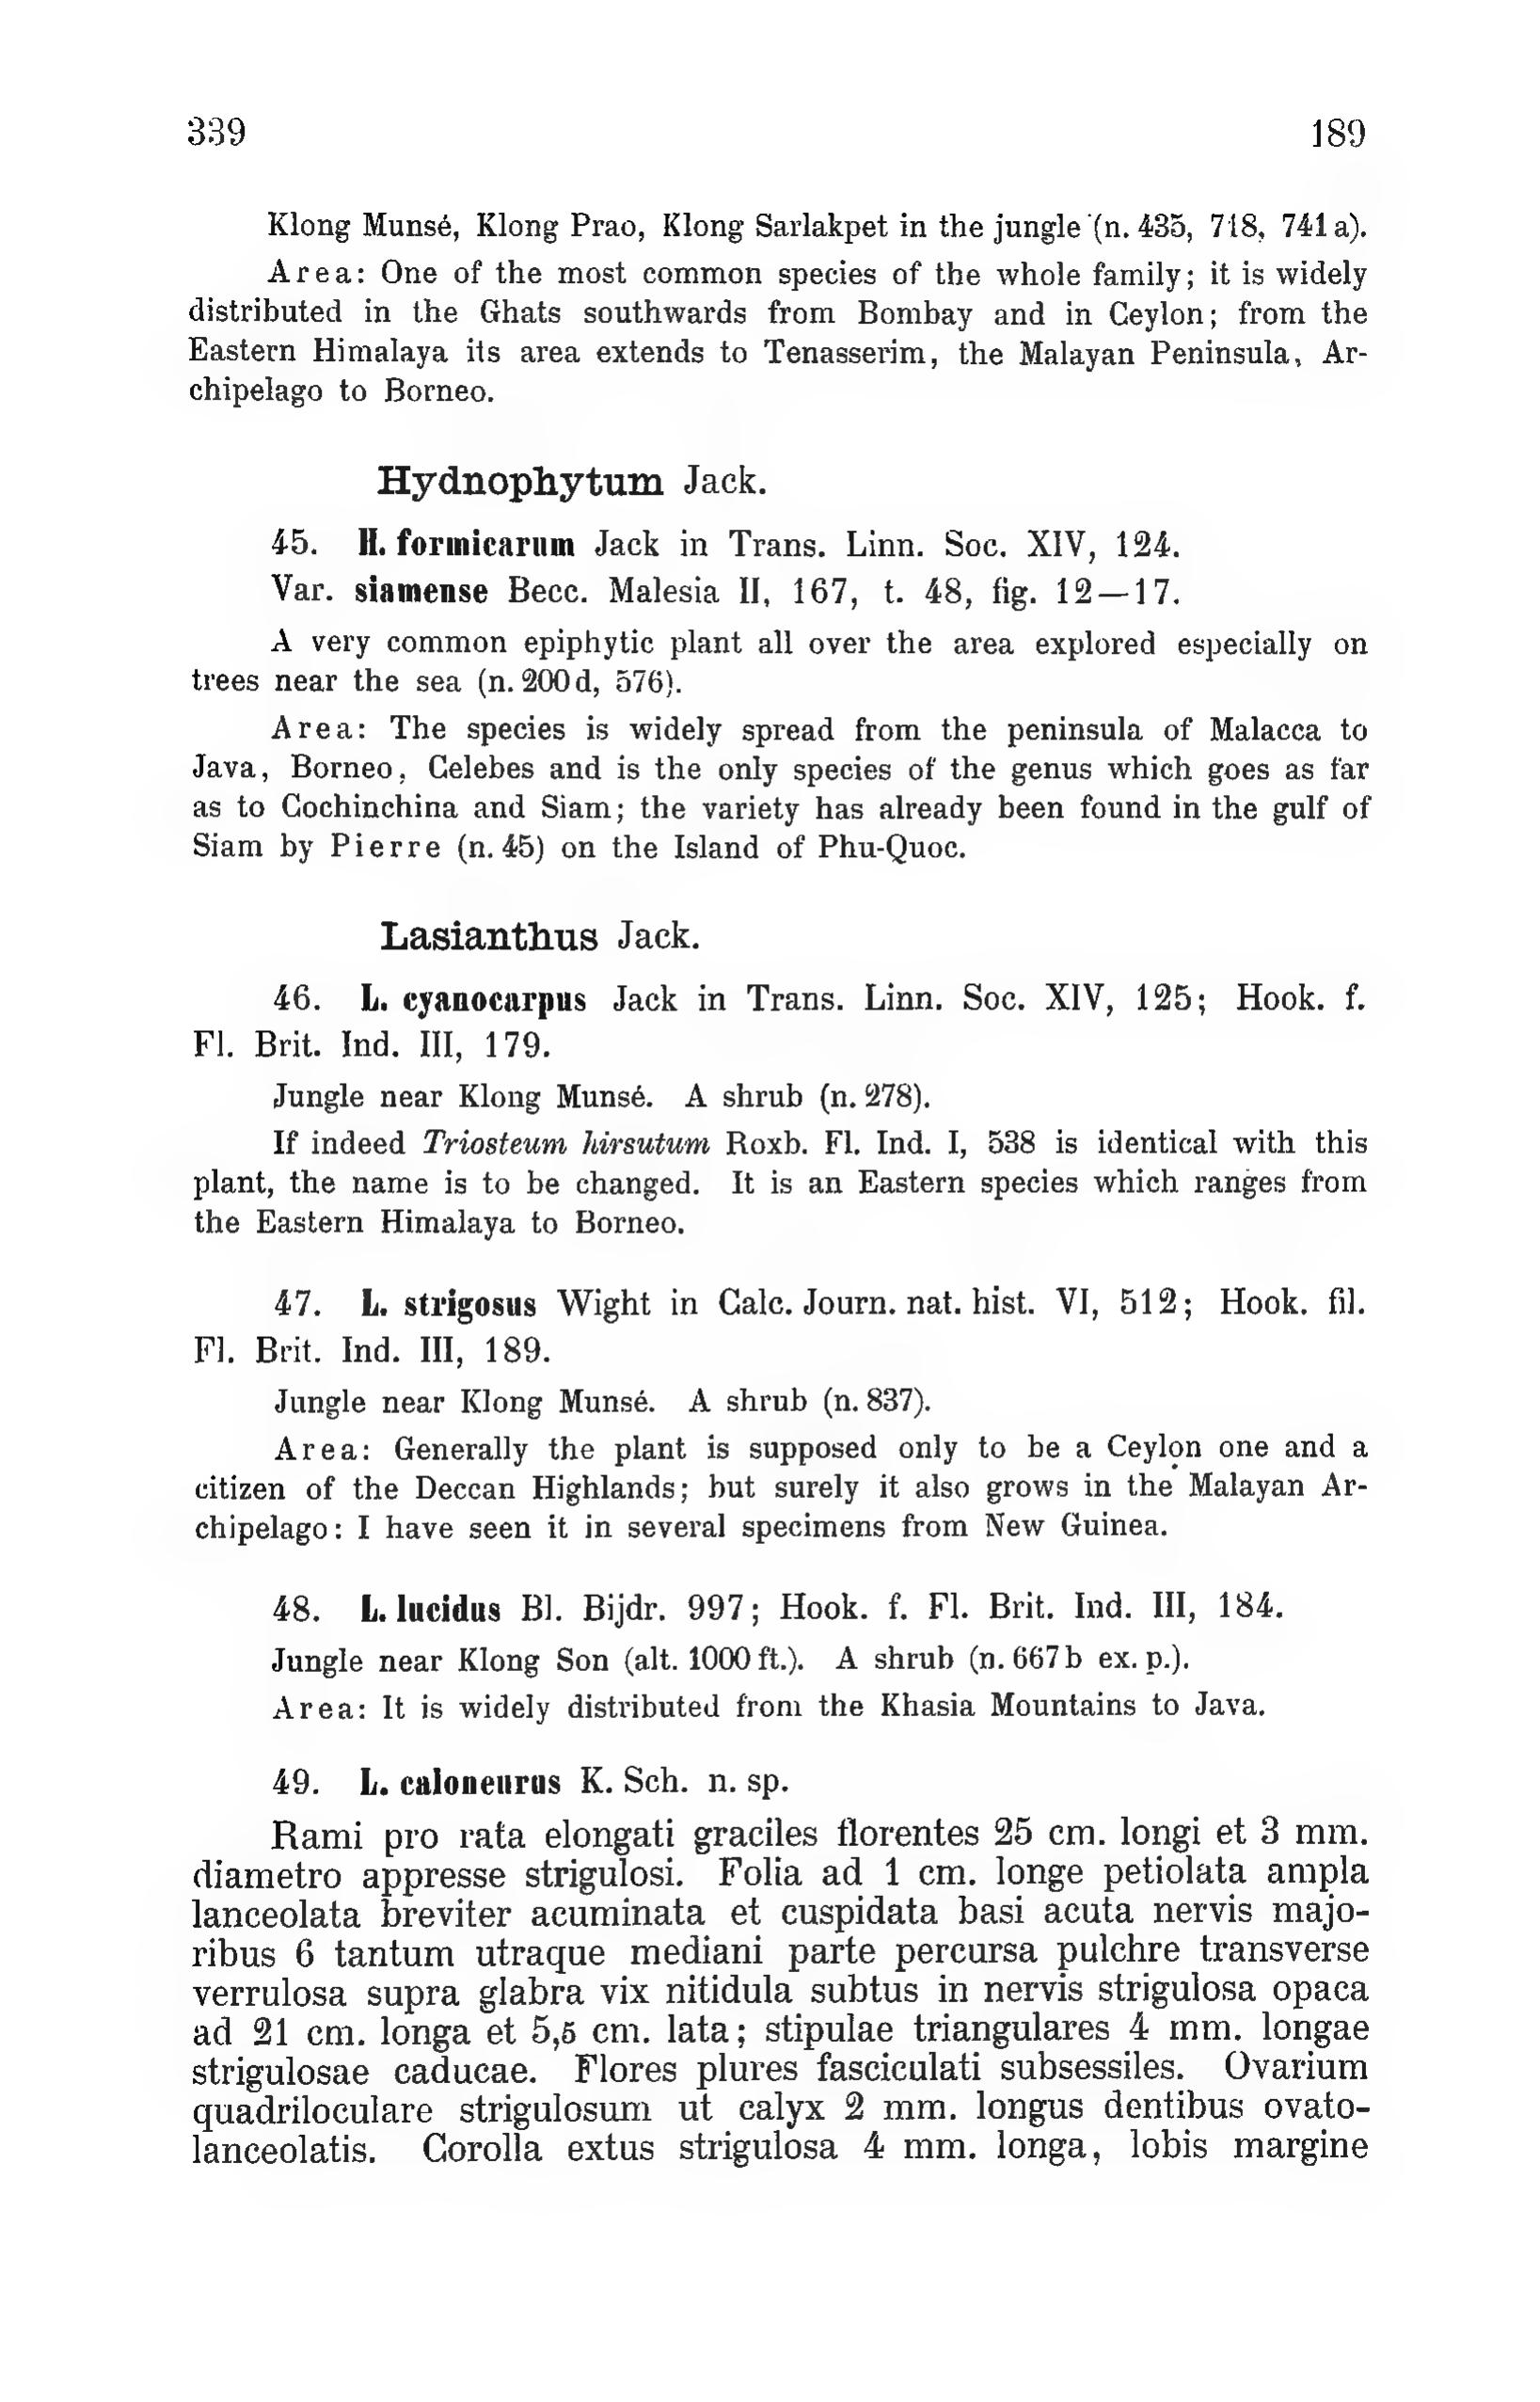 339 189
Klong Munsé, Klong Prao, Klong Sarlakpet in the jungle (n. 435, 718, 741 a).
Area: One of the most common species of the whole family; it is widely
distributed in the Ghats southwards from Bombay and in Ceylon; from the
Eastern Himalaya its area extends to Tenasserim, the Malayan Peninsula, Ar-
chipelago to Borneo.
Hydnophytum Jack.
45. H. formicarum Jack in Trans. Linn. Soc. XIV, 124.
Var. siamense Becc. Malesia II, 167, t. 48, fig. 12—17.
A very common epiphytic plant all over the area explored especially on
trees near the sea (n. 200 d, 576).
Area: The species is widely spread from the peninsula of Malacca to
Java, Borneo, Celebes and is the only species of the genus which goes as far
as to Cochinchina and Siam; the variety has already been found in the gulf of
Siam by Pierre (n. 45) on the Island of Phu-Quoc.
Lasianthus Jack.
46. L. cyanocarpus Jack in Trans. Linn. Soc. XIV, 125; Hook. f.
Fl. Brit. Ind. III, 179.
Jungle near Klong Munsé. A shrub (n. 278).
If indeed Triosteum hirsutum Roxb. Fl. Ind. I, 538 is identical with this
plant, the name is to be changed. It is an Eastern species which ranges from
the Eastern Himalaya to Borneo.
47. L. strigosus Wight in Calc. Journ. nat. hist. VI, 512; Hook. fil.
Fl. Brit. Ind. III, 189.
Jungle near Klong Munsé. A shrub (n. 837).
Area: Generally the plant is supposed only to be a Ceylon one and a
citizen of the Deccan Highlands; but surely it also grows in the Malayan Ar-
chipelago: I have seen it in several specimens from New Guinea.
48. L. lucidus Bl. Bijdr. 997; Hook. f. Fl. Brit. Ind. III, 184.
Jungle near Klong Son (alt. 1000 ft.). A shrub (n. 667 b ex. p.).
Area: It is widely distributed from the Khasia Mountains to Java.
49. L. caloneurus K. Sch. n. sp.
Rami pro rata elongati graciles florentes 25 cm. longi et 3 mm.
diametro appresse strigulosi. Folia ad 1 cm. longe petiolata ampla
lanceolata breviter acuminata et cuspidata basi acuta nervis majo-
ribus 6 tantum utraque mediani parte percursa pulchre transverse
verrulosa supra glabra vix nitidula subtus in nervis strigulosa opaca
ad 21 cm. longa et 5,5 cm. lata; stipulae triangulares 4 mm. longae
strigulosae caducae. Flores plures fasciculati subsessiles. Ovarium
quadriloculare strigulosum ut calyx 2 mm. longus dentibus ovato-
lanceolatis. Corolla extus strigulosa 4 mm. longa, lobis margine